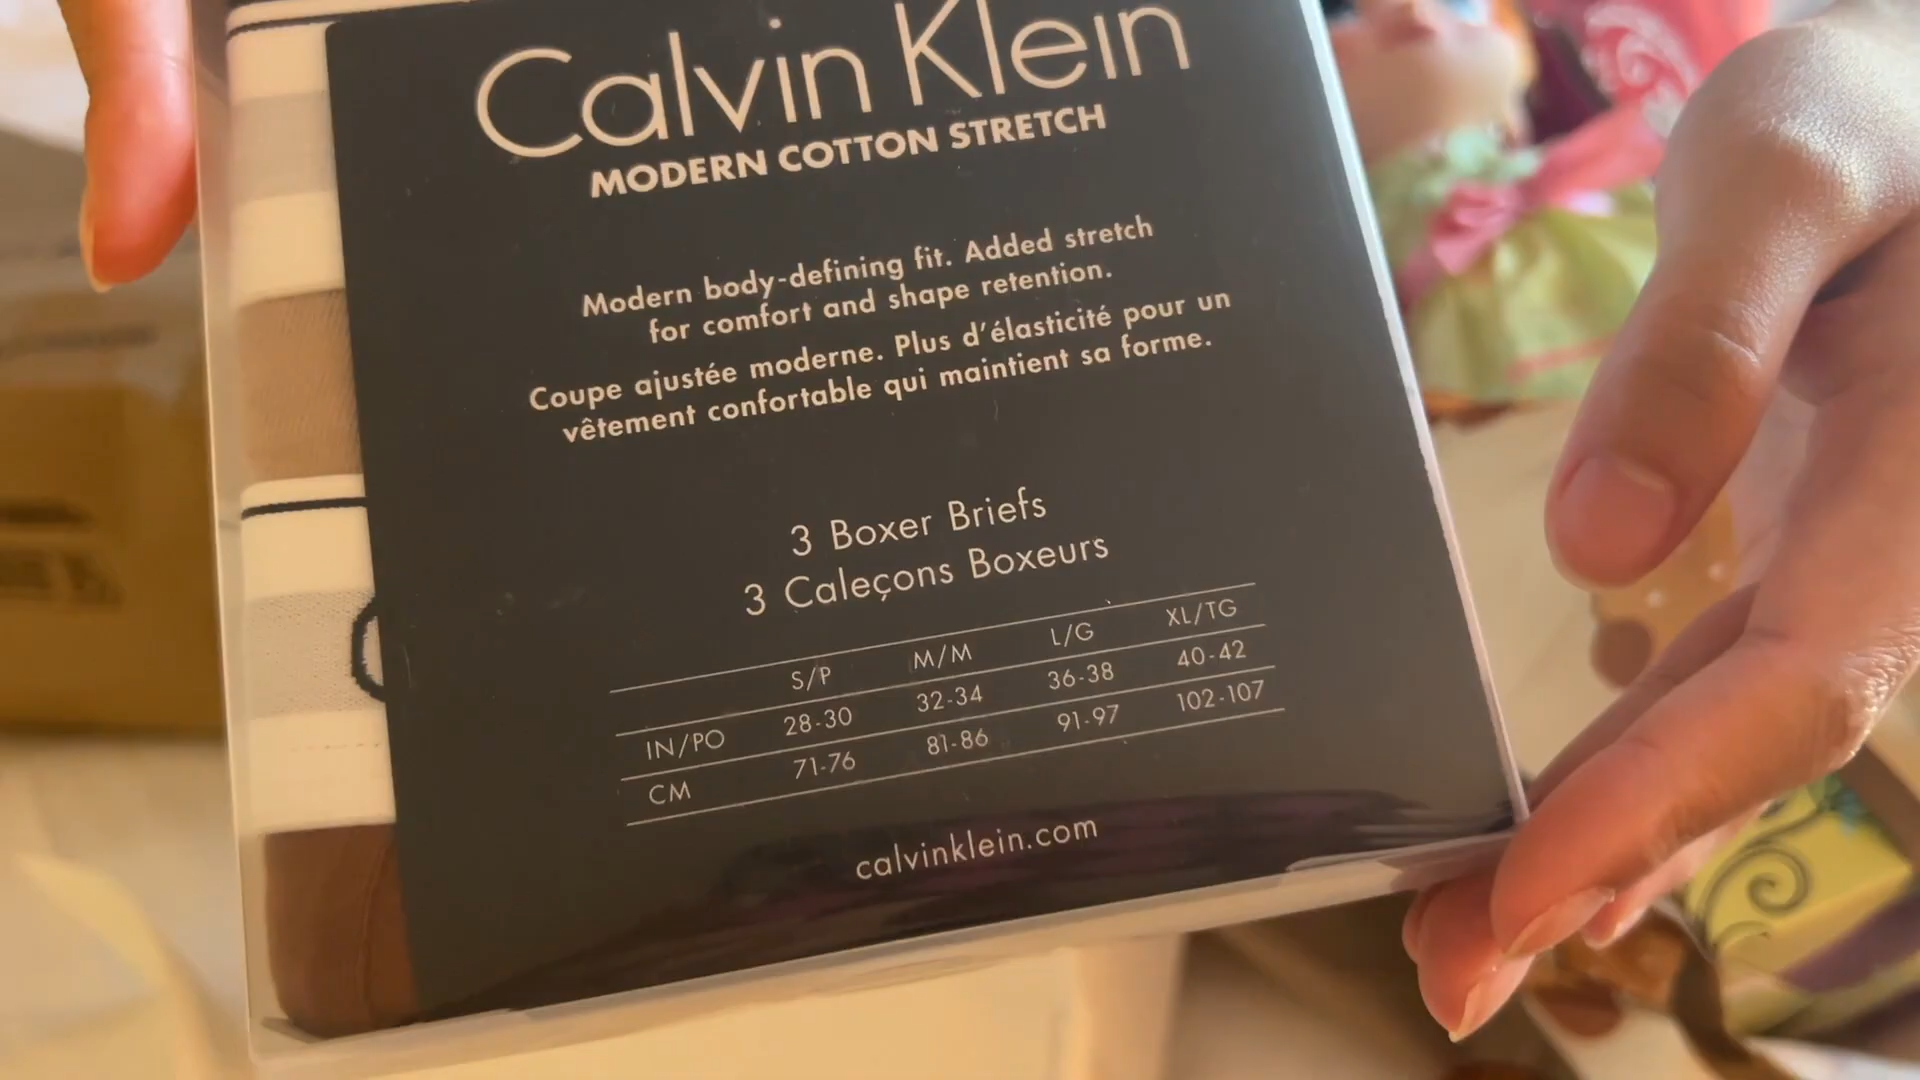 Calvin Klein
MODERN COTTON STRETCH
Modern body-defining fit. Added stretch
for comfort and shape retention.
Coupe ajustée moderne. Plus d'élasticité pour un
vêtement confortable qui maintient sa forme.
3 Boxer Briefs
3 Caleçons Boxeurs
S/P M/M L/G XL/TG
IN/PO 28-30 32-34 36-38 40-42
CM 71-76 81-86 91-97 102-107
calvinklein.com